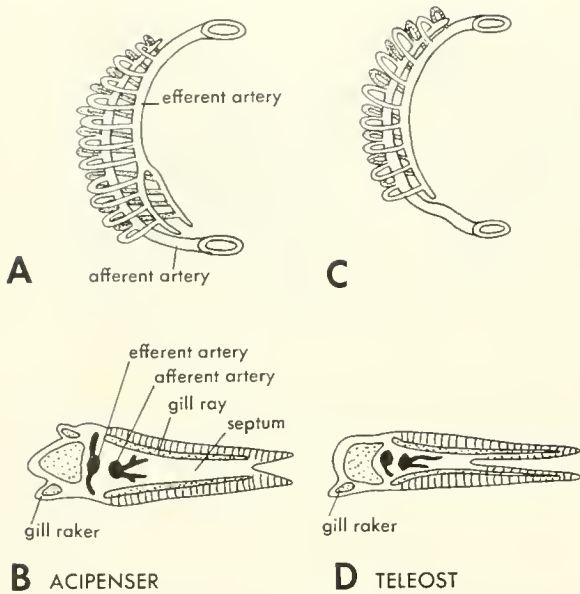 efferent artery
afferent artery
A
C
efferent artery
afferent artery
gill ray
septum
gill raker
gill raker
B ACIPENSER
D TELEOST